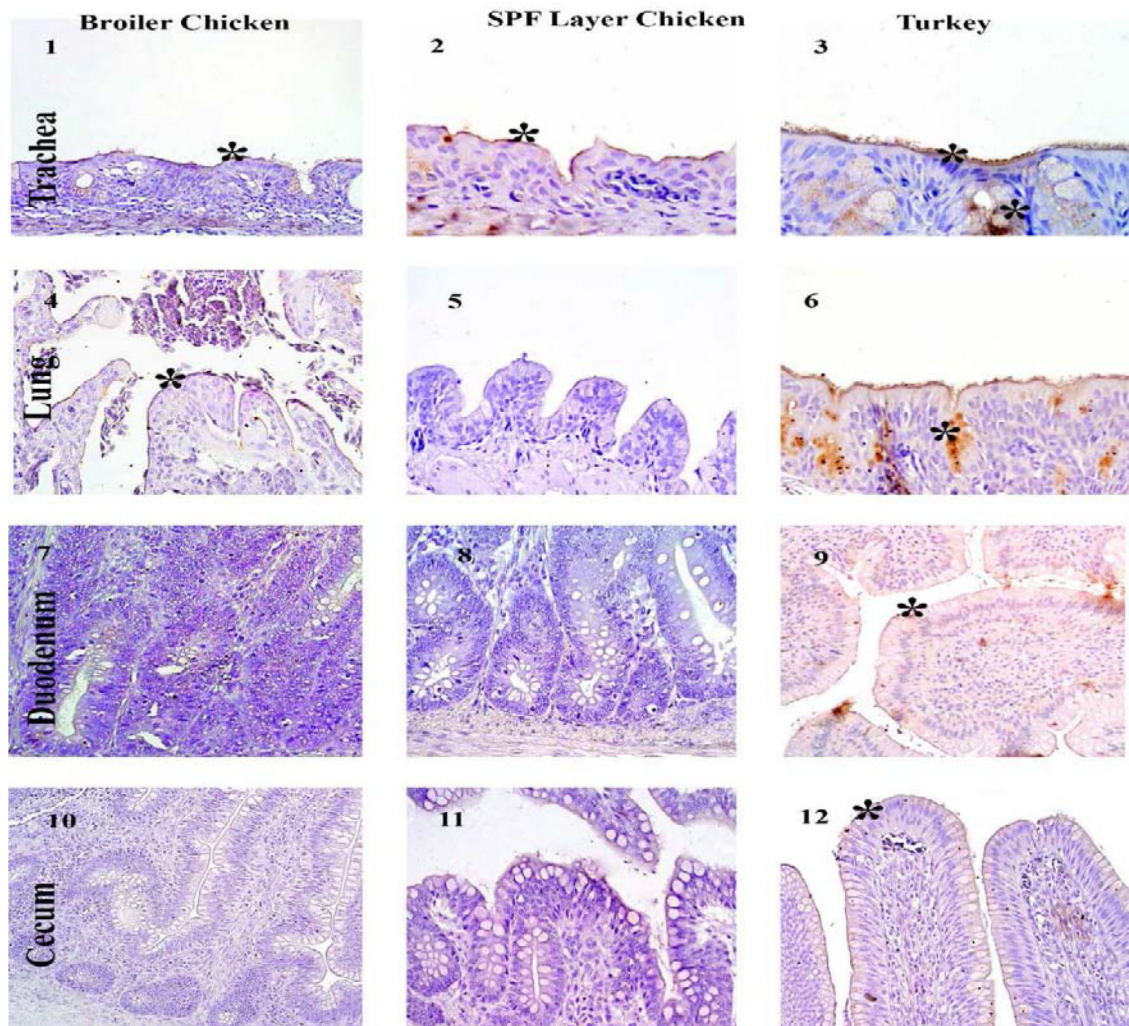 Broiler Chicken
SPF Layer Chicken
Turkey
Trachea
1
*
2
*
3
*
*
Lung
4
*
5
6
*
Duodenum
7
8
9
*
Cecum
10
11
12
*